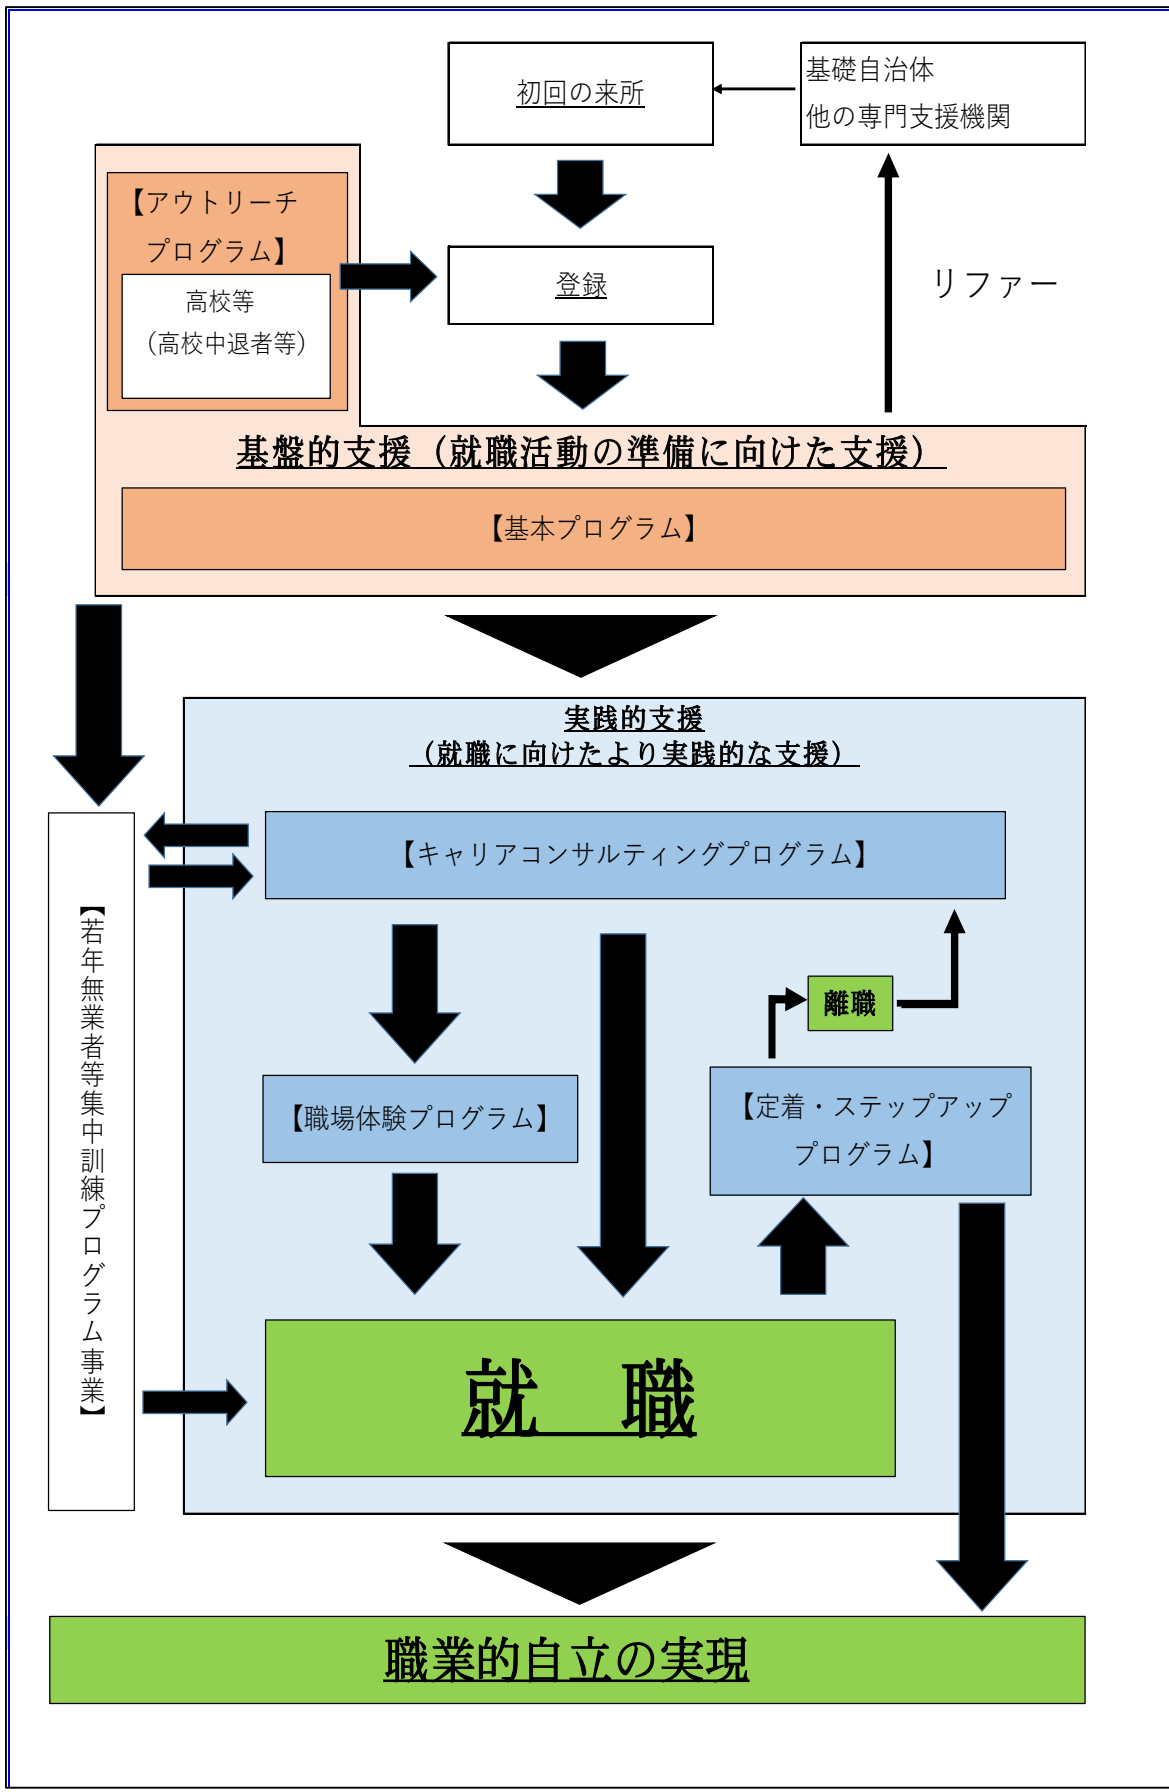 初回の来所
基礎自治体
他の専門支援機関
【アウトリーチ
プログラム】
高校等
（高校中退者等）
登録
リファー
基盤的支援（就職活動の準備に向けた支援）
【基本プログラム】
実践的支援
（就職に向けたより実践的な支援）
【キャリアコンサルティングプログラム】
【若年無業者等集中訓練プログラム事業】
離職
【職場体験プログラム】
【定着・ステップアップ
プログラム】
就　職
職業的自立の実現